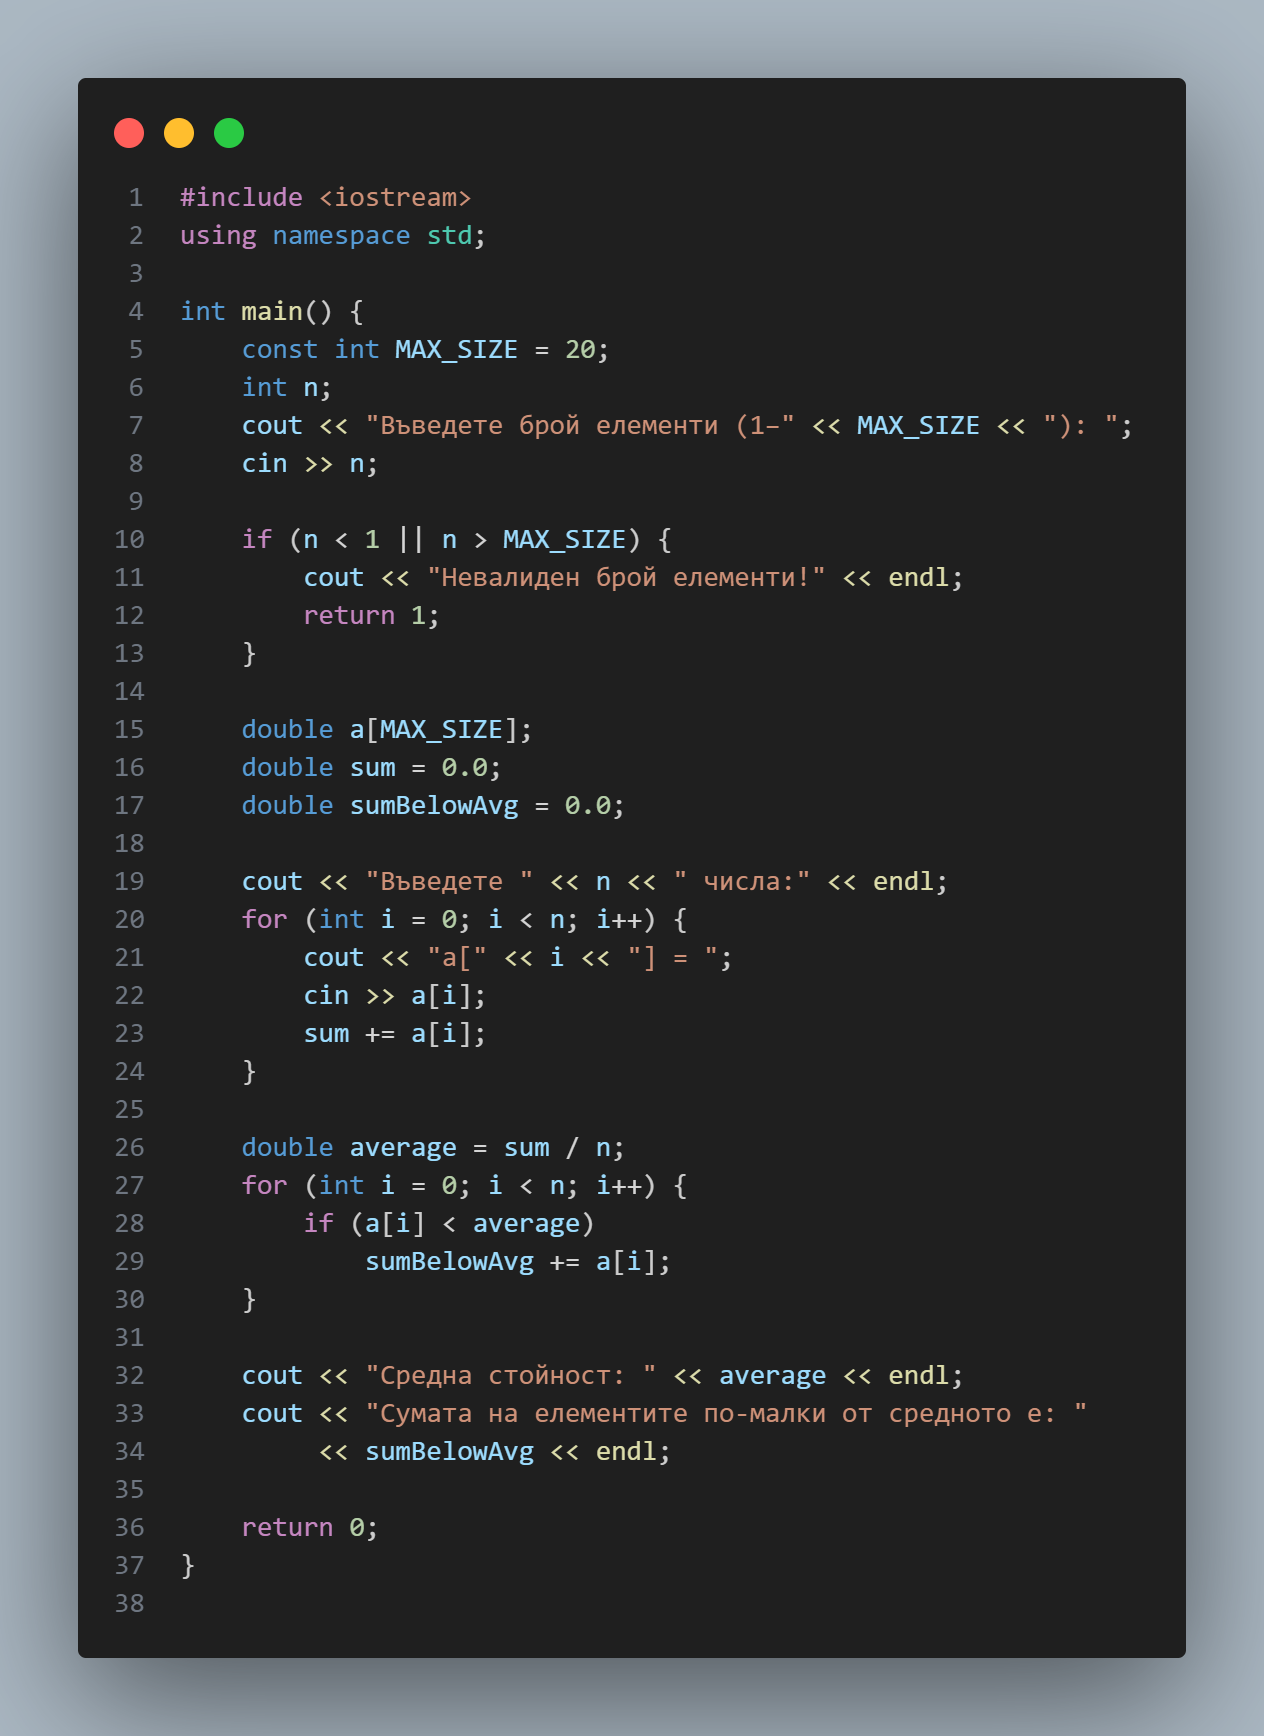 1 #include <iostream>
2 using namespace std;
3
4 int main() {
5     const int MAX_SIZE = 20;
6     int n;
7     cout << "Въведете брой елементи (1–" << MAX_SIZE << "): ";
8     cin >> n;
9
10     if (n < 1 || n > MAX_SIZE) {
11         cout << "Невалиден брой елементи!" << endl;
12         return 1;
13     }
14
15     double a[MAX_SIZE];
16     double sum = 0.0;
17     double sumBelowAvg = 0.0;
18
19     cout << "Въведете " << n << " числа:" << endl;
20     for (int i = 0; i < n; i++) {
21         cout << "a[" << i << "] = ";
22         cin >> a[i];
23         sum += a[i];
24     }
25
26     double average = sum / n;
27     for (int i = 0; i < n; i++) {
28         if (a[i] < average)
29             sumBelowAvg += a[i];
30     }
31
32     cout << "Средна стойност: " << average << endl;
33     cout << "Сумата на елементите по-малки от средното е: "
34          << sumBelowAvg << endl;
35
36     return 0;
37 }
38